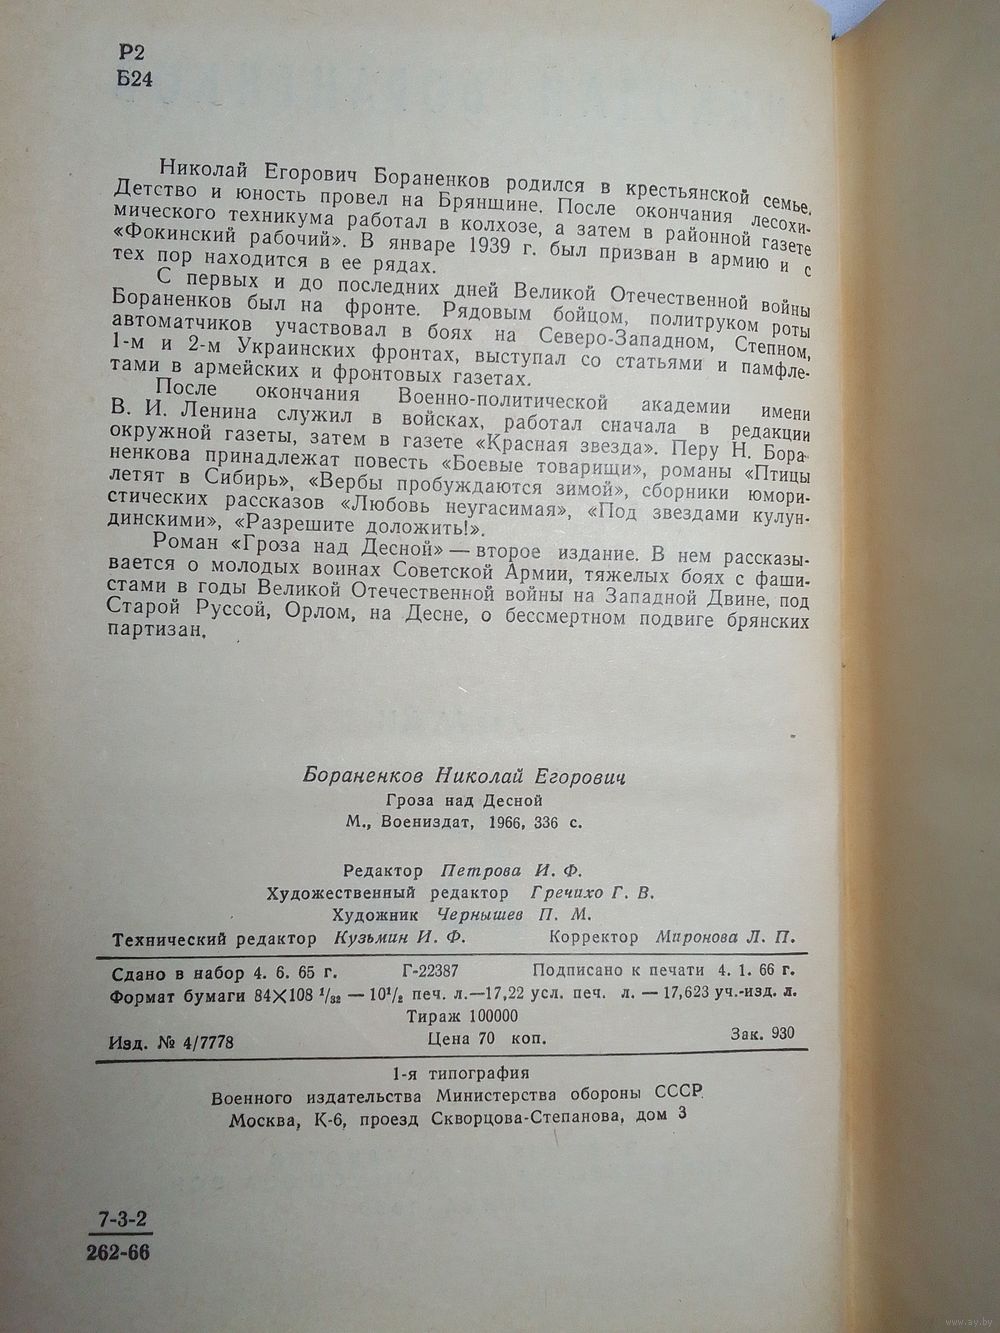 Р2
Б24
Николай Егорович Бораненков родился в крестьянской семье.
Детство и юность провел на Брянщине. После окончания лесохи-
мического техникума работал в колхозе, а затем в районной газете
«Фокинский рабочий». В январе 1939 г. был призван в армию и с
тех пор находится в ее рядах.
С первых и до последних дней Великой Отечественной войны
Бораненков был на фронте. Рядовым бойцом, политруком роты
автоматчиков участвовал в боях на Северо-Западном, Степном,
1-м и 2-м Украинских фронтах, выступал со статьями и памфле-
тами в армейских и фронтовых газетах.
После окончания Военно-политической академии имени
В. И. Ленина служил в войсках, работал сначала в редакции
окружной газеты, затем в газете «Красная звезда». Перу Н. Бора-
ненкова принадлежат повесть «Боевые товарищи», романы «Птицы
летят в Сибирь», «Вербы пробуждаются зимой», сборники юмори-
стических рассказов «Любовь неугасимая», «Под звездами кулун-
динскими», «Разрешите доложить!».
Роман «Гроза над Десной» — второе издание. В нем рассказы-
вается о молодых воинах Советской Армии, тяжелых боях с фаши-
стами в годы Великой Отечественной войны на Западной Двине, под
Старой Руссой, Орлом, на Десне, о бессмертном подвиге брянских
партизан.
Бораненков Николай Егорович
Гроза над Десной
М., Воениздат, 1966, 336 с.
Редактор Петрова И. Ф.
Художественный редактор Гречихо Г. В.
Художник Чернышев П. М.
Технический редактор Кузьмин И. Ф. Корректор Миронова Л. П.
Сдано в набор 4. 6. 65 г. Г-22387 Подписано к печати 4. 1. 66 г.
Формат бумаги 84×108 1/32 — 101/2 печ. л.—17,22 усл. печ. л. — 17,623 уч.-изд. л.
Тираж 100000
Изд. № 4/7778 Цена 70 коп. Зак. 930
1-я типография
Военного издательства Министерства обороны СССР
Москва, К-6, проезд Скворцова-Степанова, дом 3
7-3-2
262-66
www.ay.by